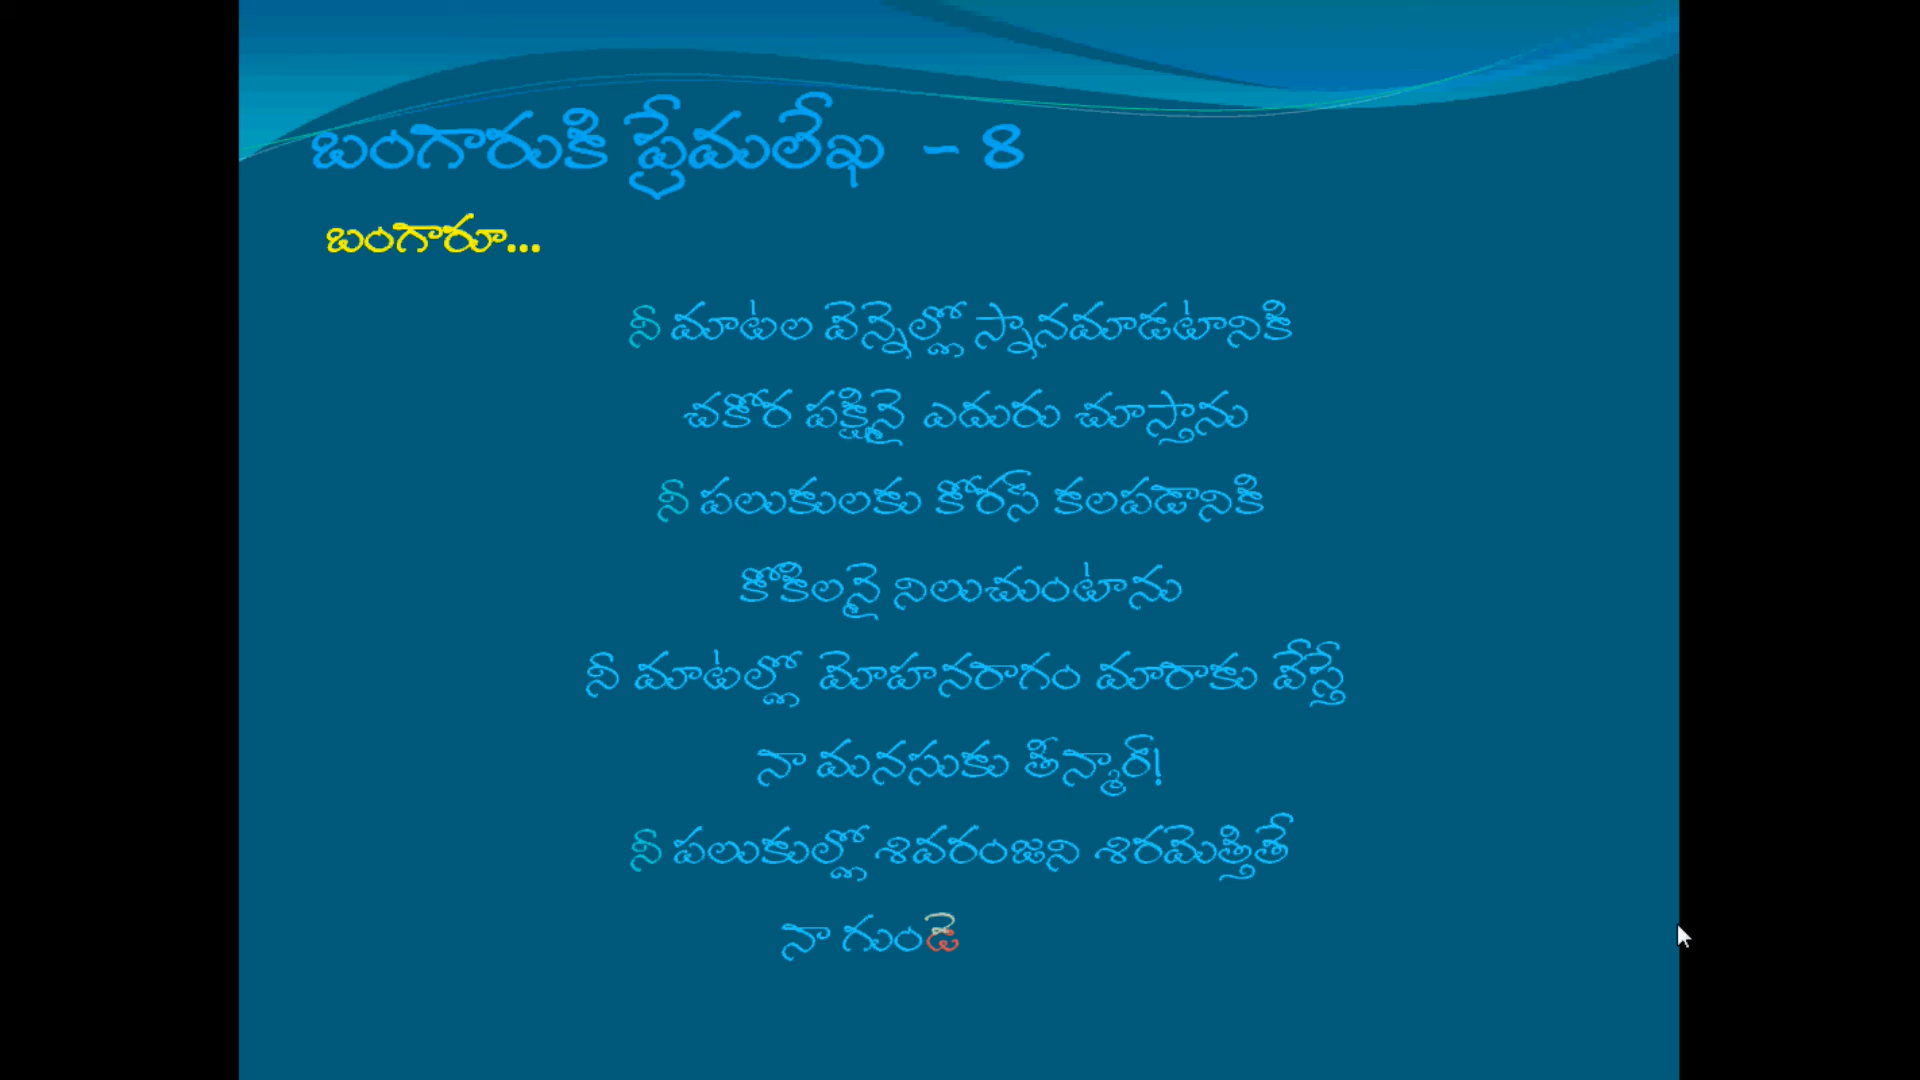 బంగారుకి ప్రేమలేఖ – 8
బంగారూ...
నీ మాటల వెన్నెల్లో స్నానమాడటానికి
చకోర పక్షినై ఎదురు చూస్తాను
నీ పలుకులకు కోరస్ కలపడానికి
కోకిలనై నిలుచుంటాను
నీ మాటల్లో మోహనరాగం మారాకు వేస్తే
నా మనసుకు తీన్మార్!
నీ పలుకుల్లో శివరంజని శిరమెత్తితే
నా గుండె